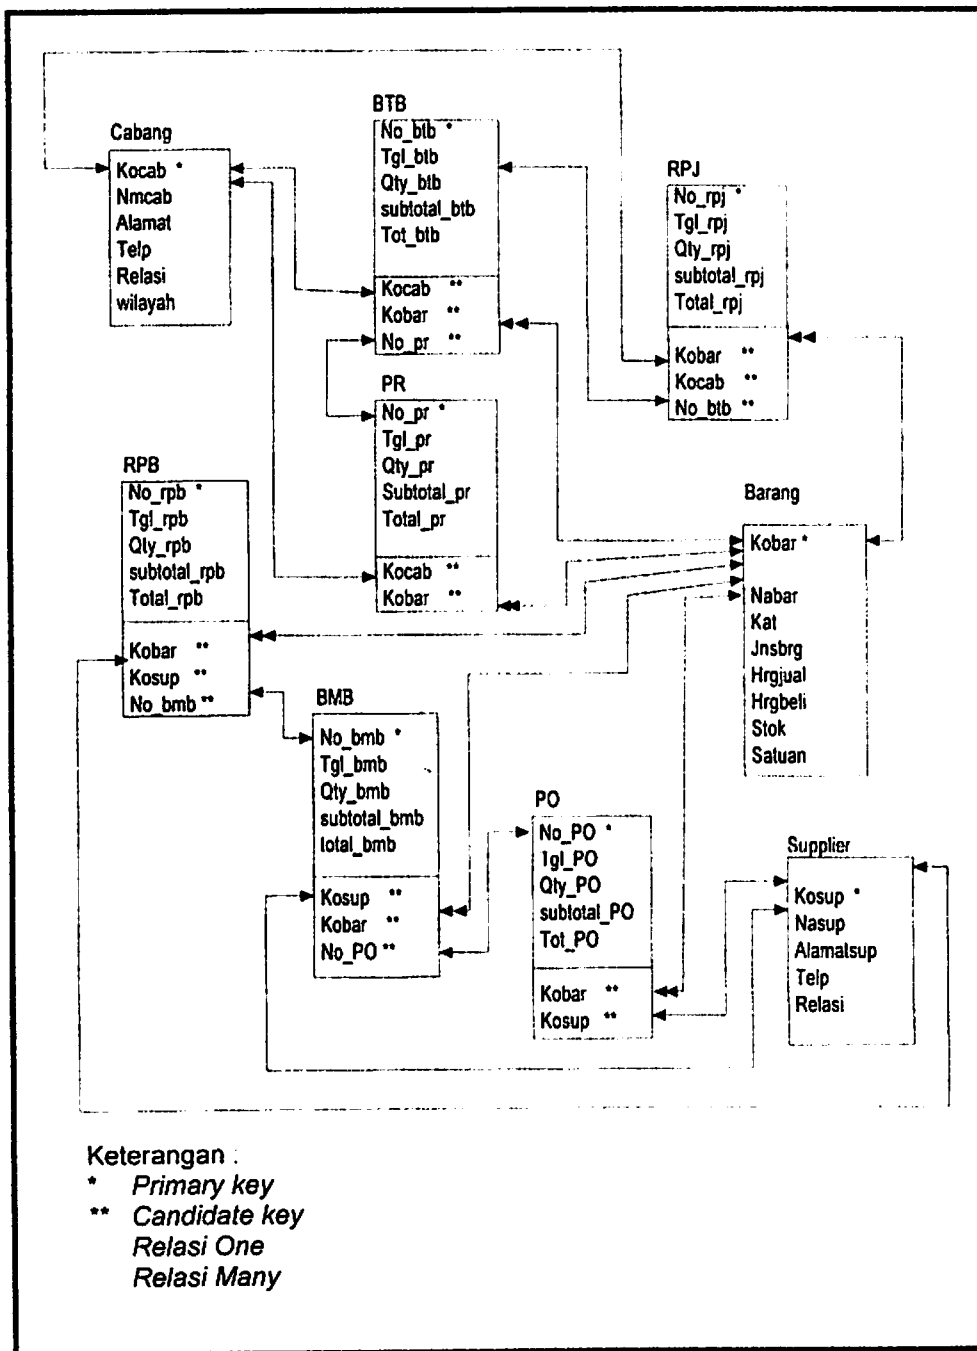 BTB
No_btb *
Tgl_btb
Qty_btb
subtotal_btb
Tot_btb
Kocab **
Kobar **
No_pr **
Cabang
Kocab *
Nmcab
Alamat
Telp
Relasi
wilayah
RPJ
No_rpj *
Tgl_rpj
Qty_rpj
subtotal_rpj
Total_rpj
Kobar **
Kocab **
No_btb **
PR
No_pr *
Tgl_pr
Qty_pr
Subtotal_pr
Total_pr
Kocab **
Kobar **
RPB
No_rpb *
Tgl_rpb
Qty_rpb
subtotal_rpb
Total_rpb
Kobar **
Kosup **
No_bmb **
Barang
Kobar *
Nabar
Kat
Jnsbrg
Hrgjual
Hrgbeli
Stok
Satuan
BMB
No_bmb *
Tgl_bmb
Qty_bmb
subtotal_bmb
total_bmb
Kosup **
Kobar **
No_PO **
PO
No_PO *
Tgl_PO
Qty_PO
subtotal_PO
Tot_PO
Kobar **
Kosup **
Supplier
Kosup *
Nasup
Alamatsup
Telp
Relasi
Keterangan :
* Primary key
** Candidate key
Relasi One
Relasi Many